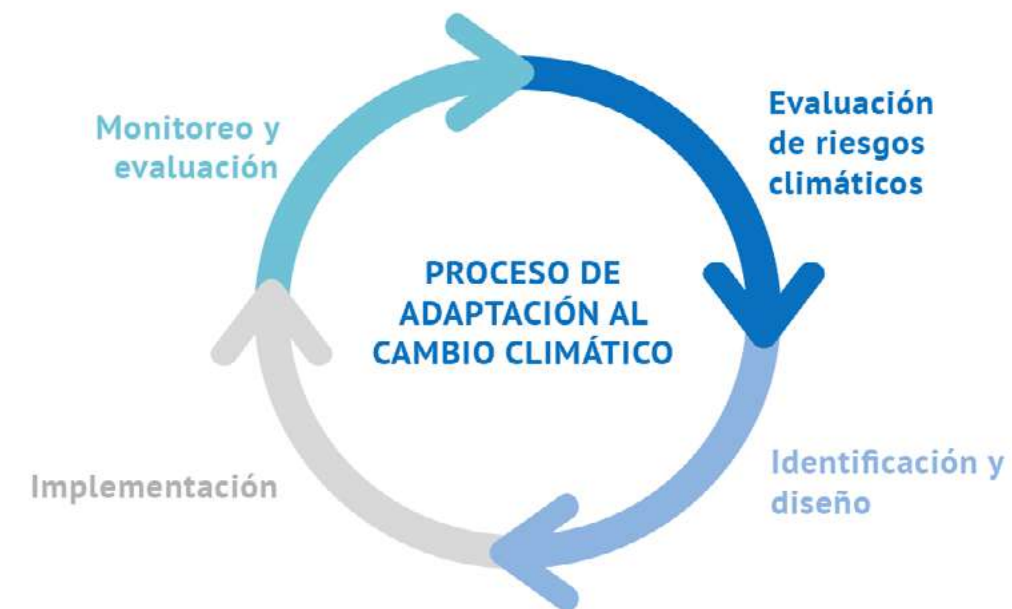 Monitoreo y
evaluación
Evaluación
de riesgos
climáticos
PROCESO DE
ADAPTACIÓN AL
CAMBIO CLIMÁTICO
Implementación
Identificación y
diseño